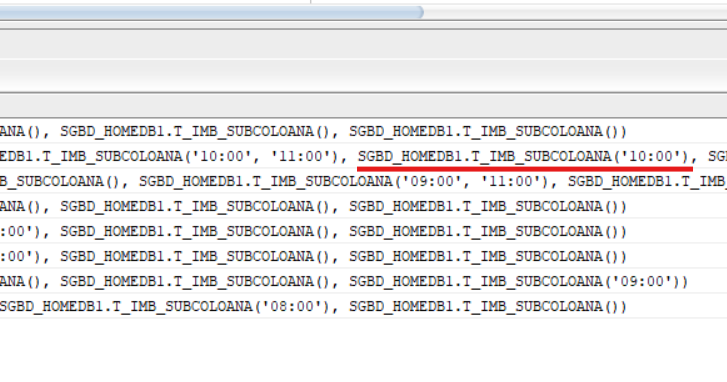 ANA(), SGBD_HOMEDB1.T_IMB_SUBCOLOANA(), SGBD_HOMEDB1.T_IMB_SUBCOLOANA())
EDB1.T_IMB_SUBCOLOANA('10:00', '11:00'), SGBD_HOMEDB1.T_IMB_SUBCOLOANA('10:00'), SG
B_SUBCOLOANA(), SGBD_HOMEDB1.T_IMB_SUBCOLOANA('09:00', '11:00'), SGBD_HOMEDB1.T_IMB_
ANA(), SGBD_HOMEDB1.T_IMB_SUBCOLOANA(), SGBD_HOMEDB1.T_IMB_SUBCOLOANA())
:00'), SGBD_HOMEDB1.T_IMB_SUBCOLOANA(), SGBD_HOMEDB1.T_IMB_SUBCOLOANA())
:00'), SGBD_HOMEDB1.T_IMB_SUBCOLOANA(), SGBD_HOMEDB1.T_IMB_SUBCOLOANA())
ANA(), SGBD_HOMEDB1.T_IMB_SUBCOLOANA(), SGBD_HOMEDB1.T_IMB_SUBCOLOANA('09:00'))
SGBD_HOMEDB1.T_IMB_SUBCOLOANA('08:00'), SGBD_HOMEDB1.T_IMB_SUBCOLOANA())